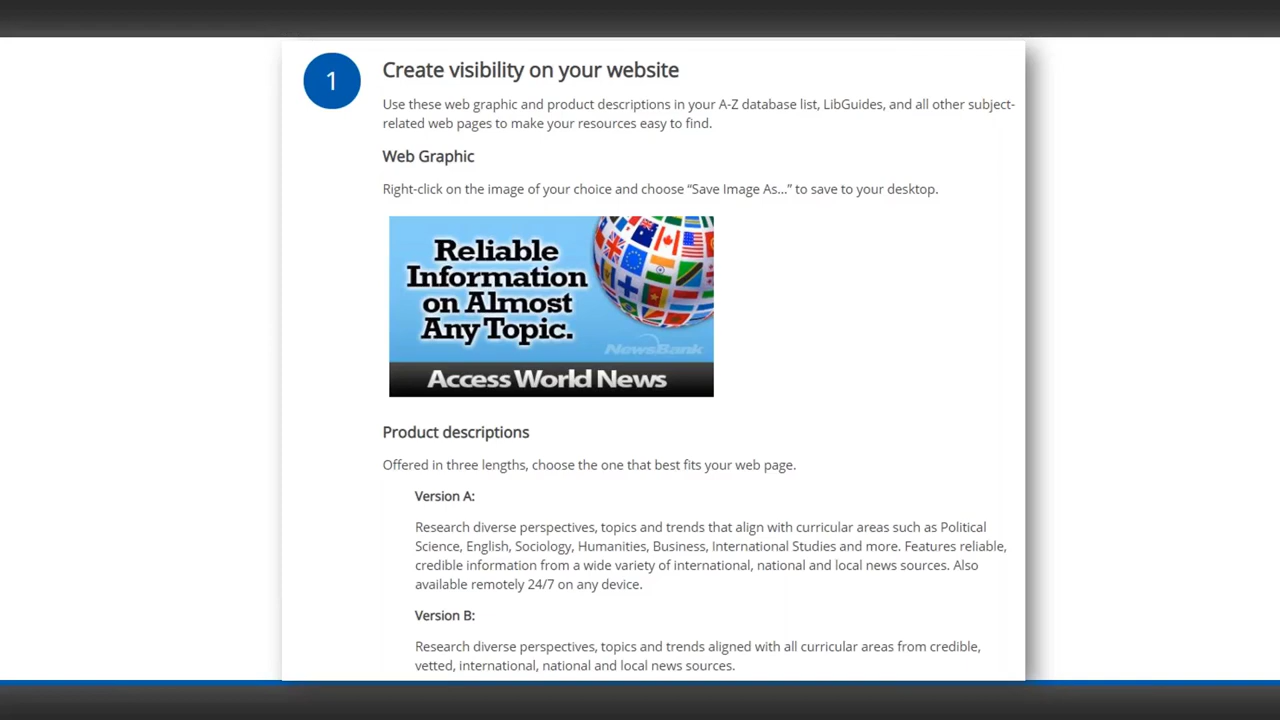 1
Create visibility on your website
Use these web graphic and product descriptions in your A-Z database list, LibGuides, and all other subject-
related web pages to make your resources easy to find.
Web Graphic
Right-click on the image of your choice and choose “Save Image As...” to save to your desktop.
Reliable
Information
on Almost
Any Topic.
NewsBank
Access World News
Product descriptions
Offered in three lengths, choose the one that best fits your web page.
Version A:
Research diverse perspectives, topics and trends that align with curricular areas such as Political
Science, English, Sociology, Humanities, Business, International Studies and more. Features reliable,
credible information from a wide variety of international, national and local news sources. Also
available remotely 24/7 on any device.
Version B:
Research diverse perspectives, topics and trends aligned with all curricular areas from credible,
vetted, international, national and local news sources.